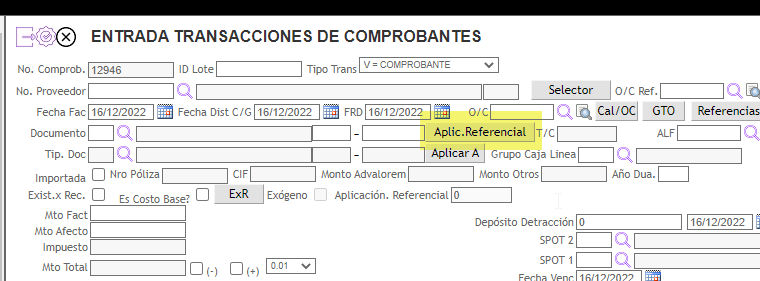 ENTRADA TRANSACCIONES DE COMPROBANTES
No. Comprob. 12946 ID Lote Tipo Trans V = COMPROBANTE
No. Proveedor Selector O/C Ref.
Fecha Fac 16/12/2022 Fecha Dist C/G 16/12/2022 FRD 16/12/2022 O/C Cal/OC GTO Referencias
Documento - Aplic.Referencial T/C ALF
Tip. Doc - Aplicar A Grupo Caja Linea
Importada Nro Póliza CIF Monto Advalorem Monto Otros Año Dua.
Exist.x Rec. Es Costo Base? ExR Exógeno Aplicación. Referencial 0
Mto Fact
Depósito Detracción 0 16/12/2022
Mto Afecto
SPOT 2
Impuesto
SPOT 1
Mto Total (-) (+) 0.01
Fecha Venc 16/12/2022